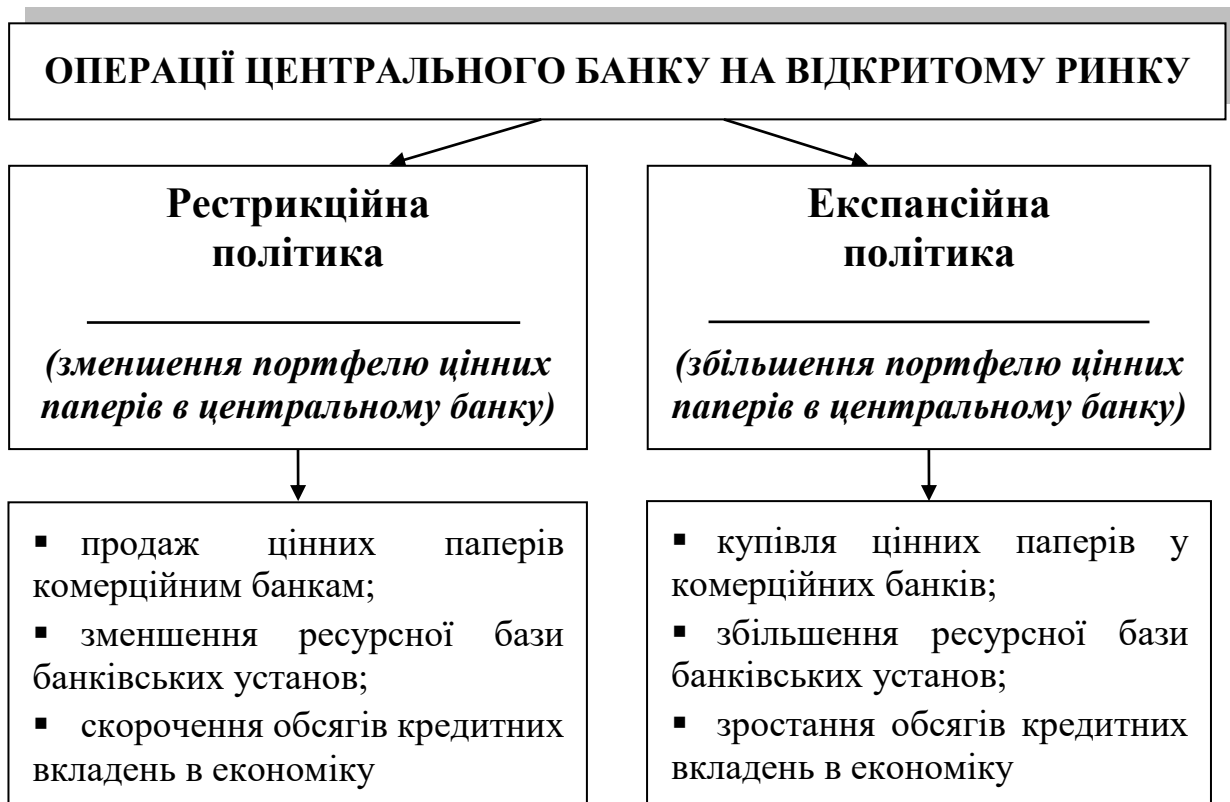 ОПЕРАЦІЇ ЦЕНТРАЛЬНОГО БАНКУ НА ВІДКРИТОМУ РИНКУ
Рестрикційна
політика
(зменшення портфелю цінних
паперів в центральному банку)
▪ продаж цінних паперів
комерційним банкам;
▪ зменшення ресурсної бази
банківських установ;
▪ скорочення обсягів кредитних
вкладень в економіку
Експансійна
політика
(збільшення портфелю цінних
паперів в центральному банку)
▪ купівля цінних паперів у
комерційних банків;
▪ збільшення ресурсної бази
банківських установ;
▪ зростання обсягів кредитних
вкладень в економіку